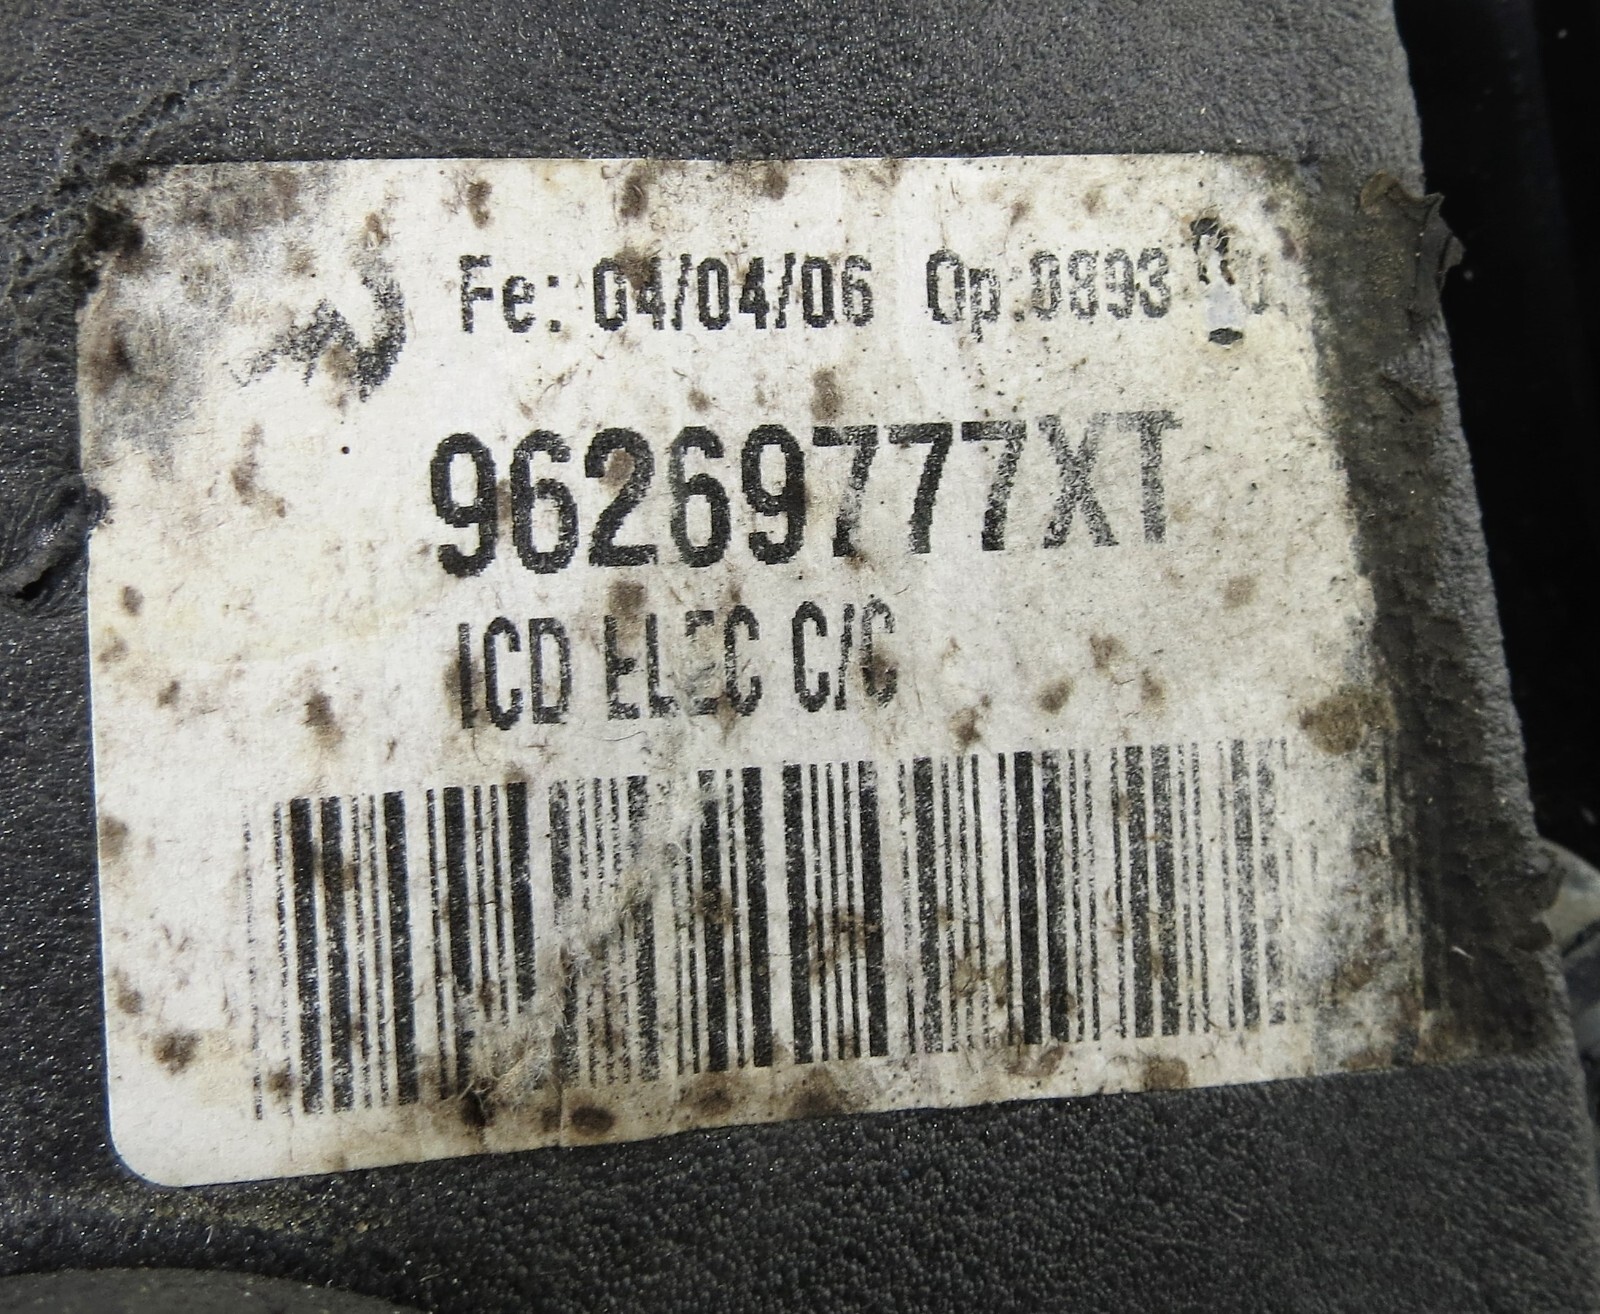 Fe: 04/04/06 Op:0893
96269777XT
ICD ELEC C/C